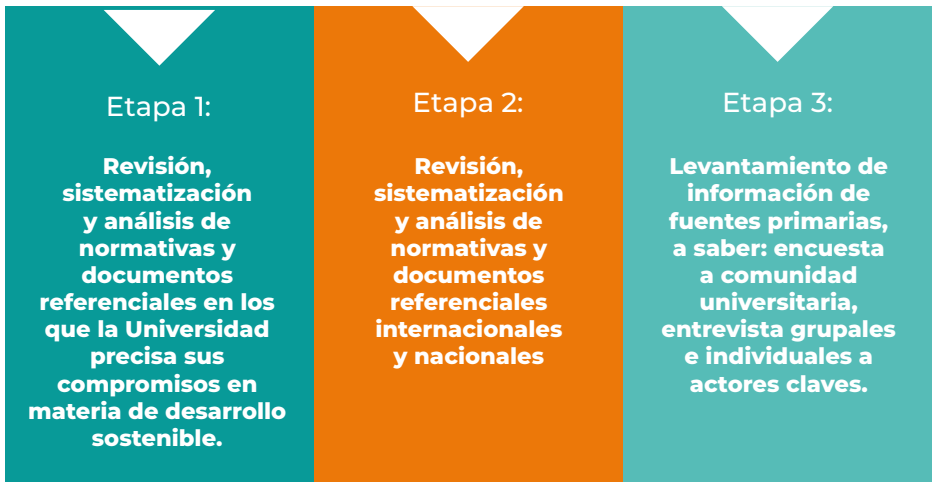 Etapa 1:
Revisión,
sistematización
y análisis de
normativas y
documentos
referenciales en los
que la Universidad
precisa sus
compromisos en
materia de desarrollo
sostenible.
Etapa 2:
Revisión,
sistematización
y análisis de
normativas y
documentos
referenciales
internacionales
y nacionales
Etapa 3:
Levantamiento de
información de
fuentes primarias,
a saber: encuesta
a comunidad
universitaria,
entrevista grupales
e individuales a
actores claves.